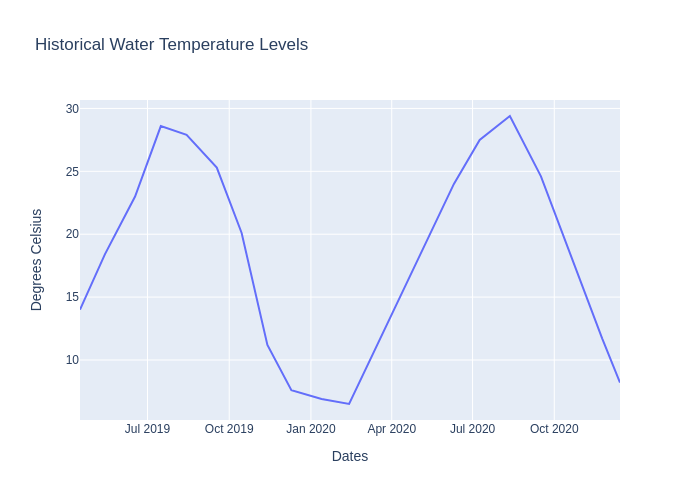 Historical Water Temperature Levels
30
25
20
15
10
Degrees Celsius
Jul 2019 Oct 2019 Jan 2020 Apr 2020 Jul 2020 Oct 2020
Dates